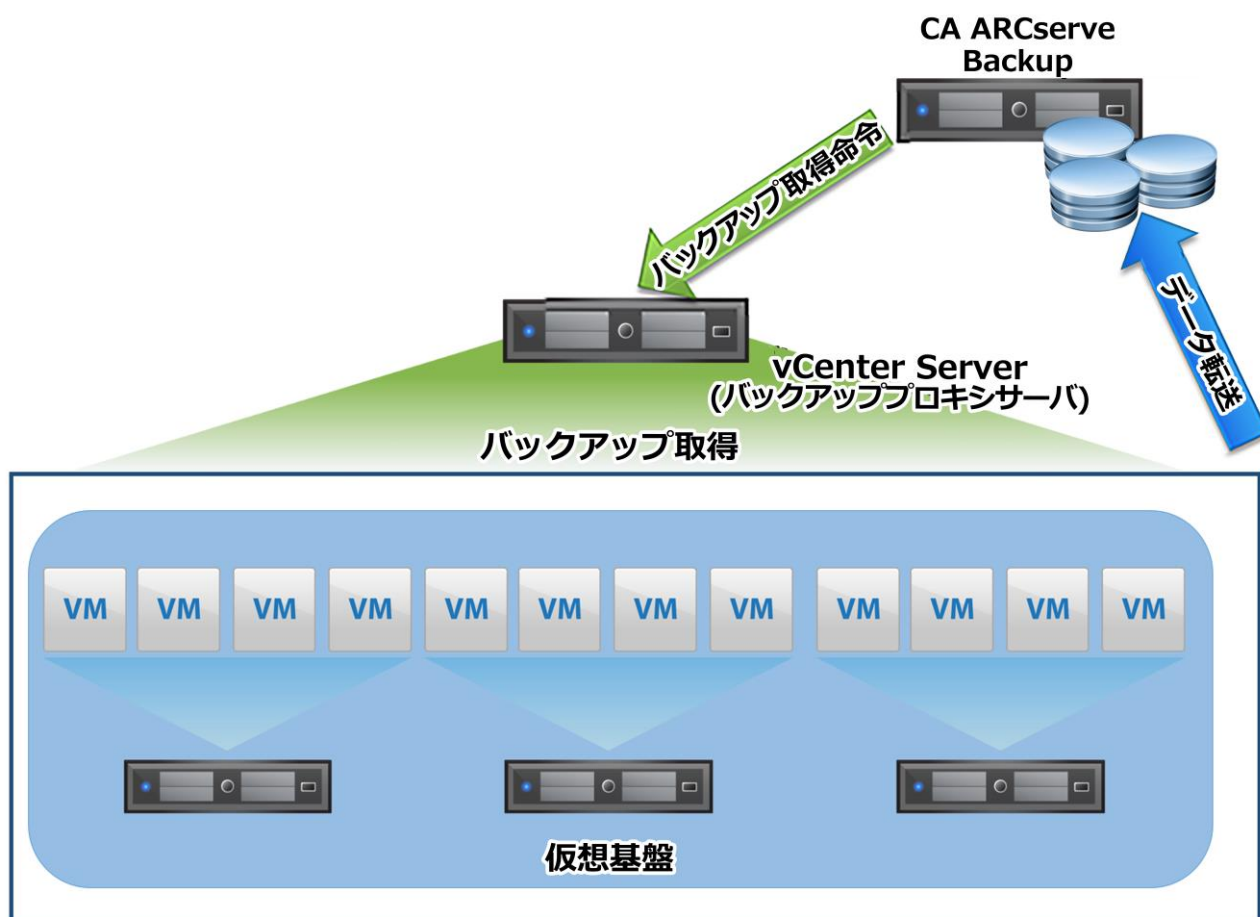 CA ARCserve
Backup
バックアップ取得命令
データ転送
vCenter Server
(バックアッププロキシサーバ)
バックアップ取得
VM VM VM VM VM VM VM VM VM VM VM VM
仮想基盤